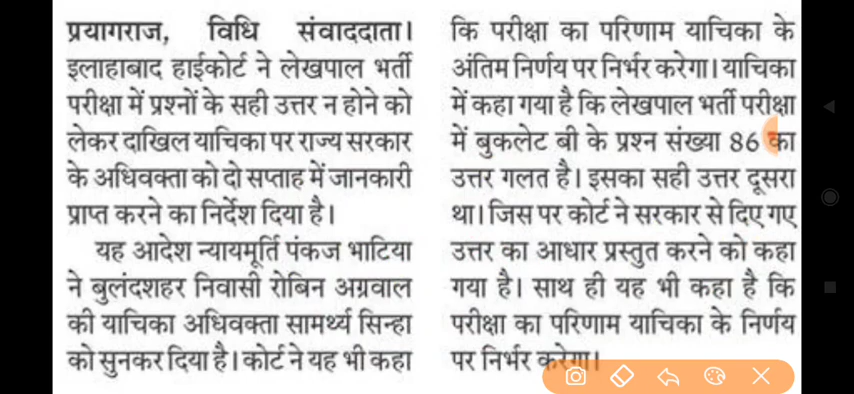 प्रयागराज, विधि संवाददाता।
इलाहाबाद हाईकोर्ट ने लेखपाल भर्ती
परीक्षा में प्रश्नों के सही उत्तर न होने को
लेकर दाखिल याचिका पर राज्य सरकार
के अधिवक्ता को दो सप्ताह में जानकारी
प्राप्त करने का निर्देश दिया है।
यह आदेश न्यायमूर्ति पंकज भाटिया
ने बुलंदशहर निवासी रोबिन अग्रवाल
की याचिका अधिवक्ता सामर्थ्य सिन्हा
को सुनकर दिया है। कोर्ट ने यह भी कहा
कि परीक्षा का परिणाम याचिका के
अंतिम निर्णय पर निर्भर करेगा। याचिका
में कहा गया है कि लेखपाल भर्ती परीक्षा
में बुकलेट बी के प्रश्न संख्या 86 का
उत्तर गलत है। इसका सही उत्तर दूसरा
था। जिस पर कोर्ट ने सरकार से दिए गए
उत्तर का आधार प्रस्तुत करने को कहा
गया है। साथ ही यह भी कहा है कि
परीक्षा का परिणाम याचिका के निर्णय
पर निर्भर करेगा।